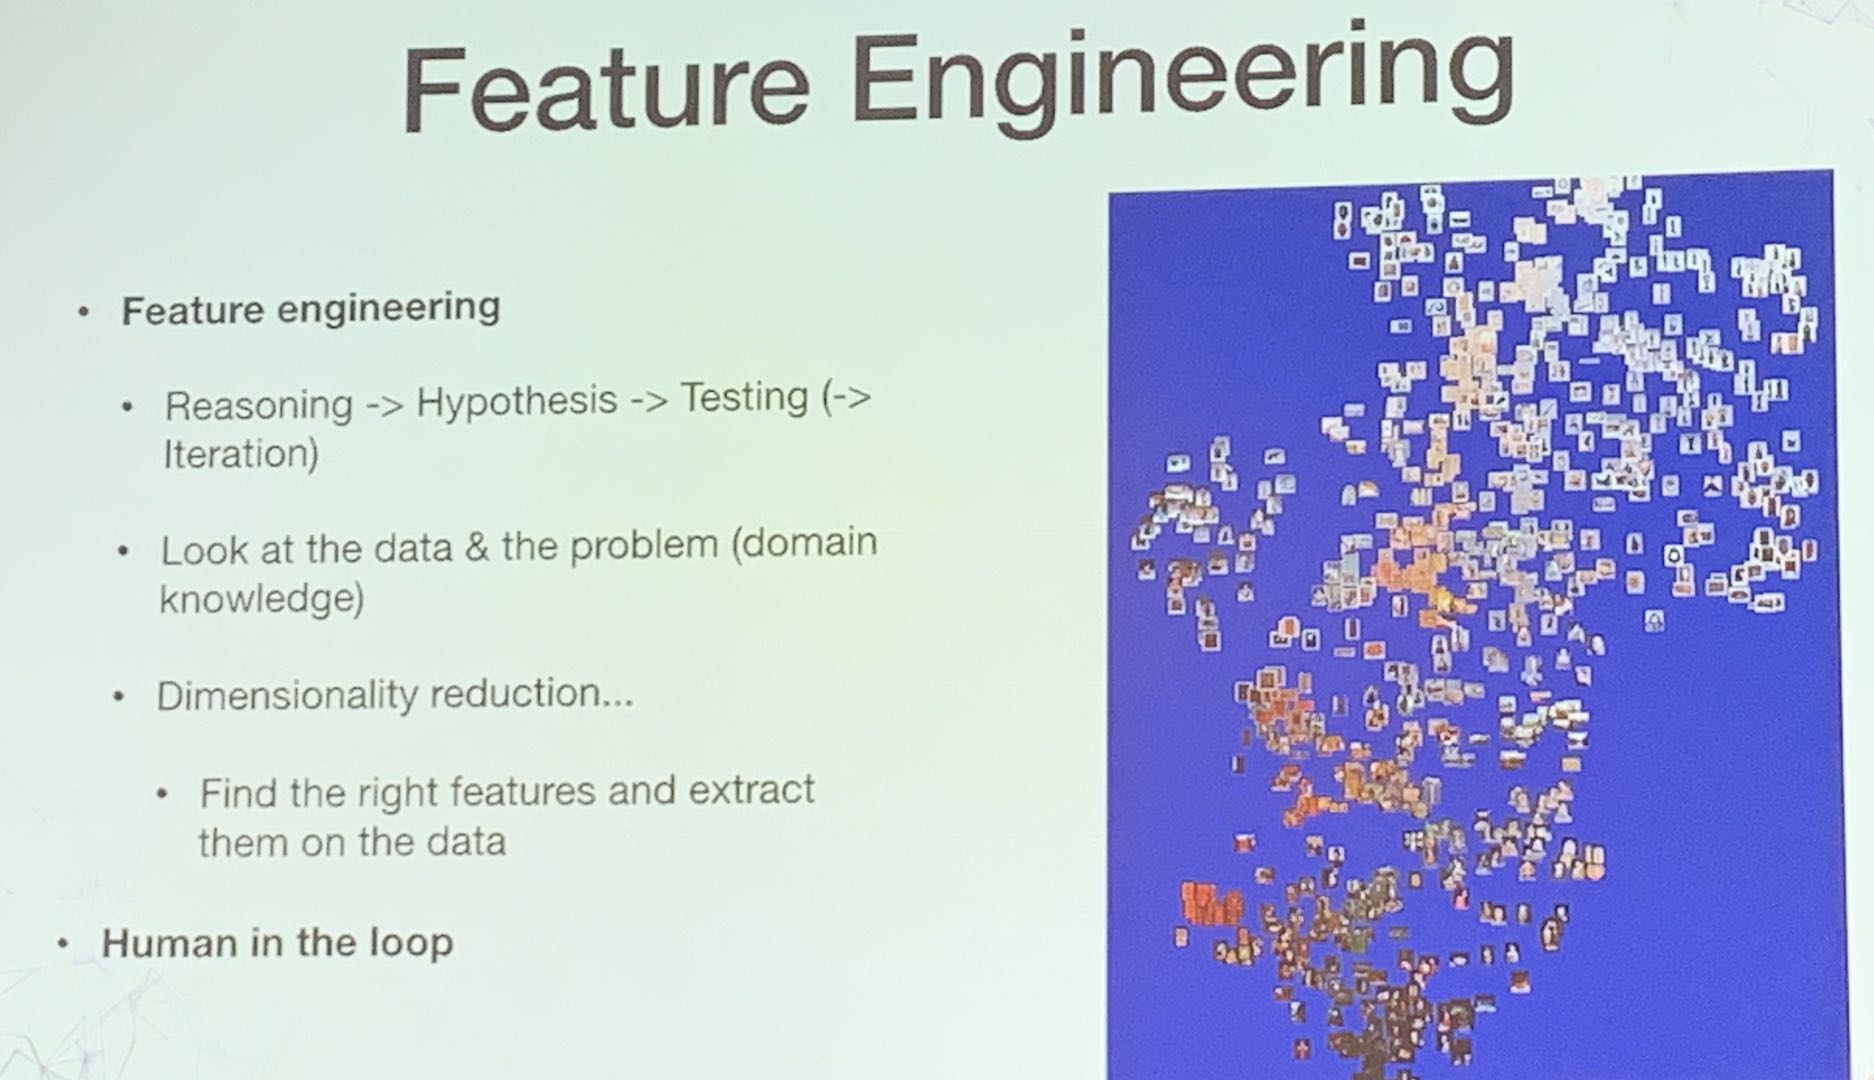 Feature Engineering
• Feature engineering
• Reasoning -> Hypothesis -> Testing (->
Iteration)
• Look at the data & the problem (domain
knowledge)
• Dimensionality reduction...
• Find the right features and extract
them on the data
• Human in the loop